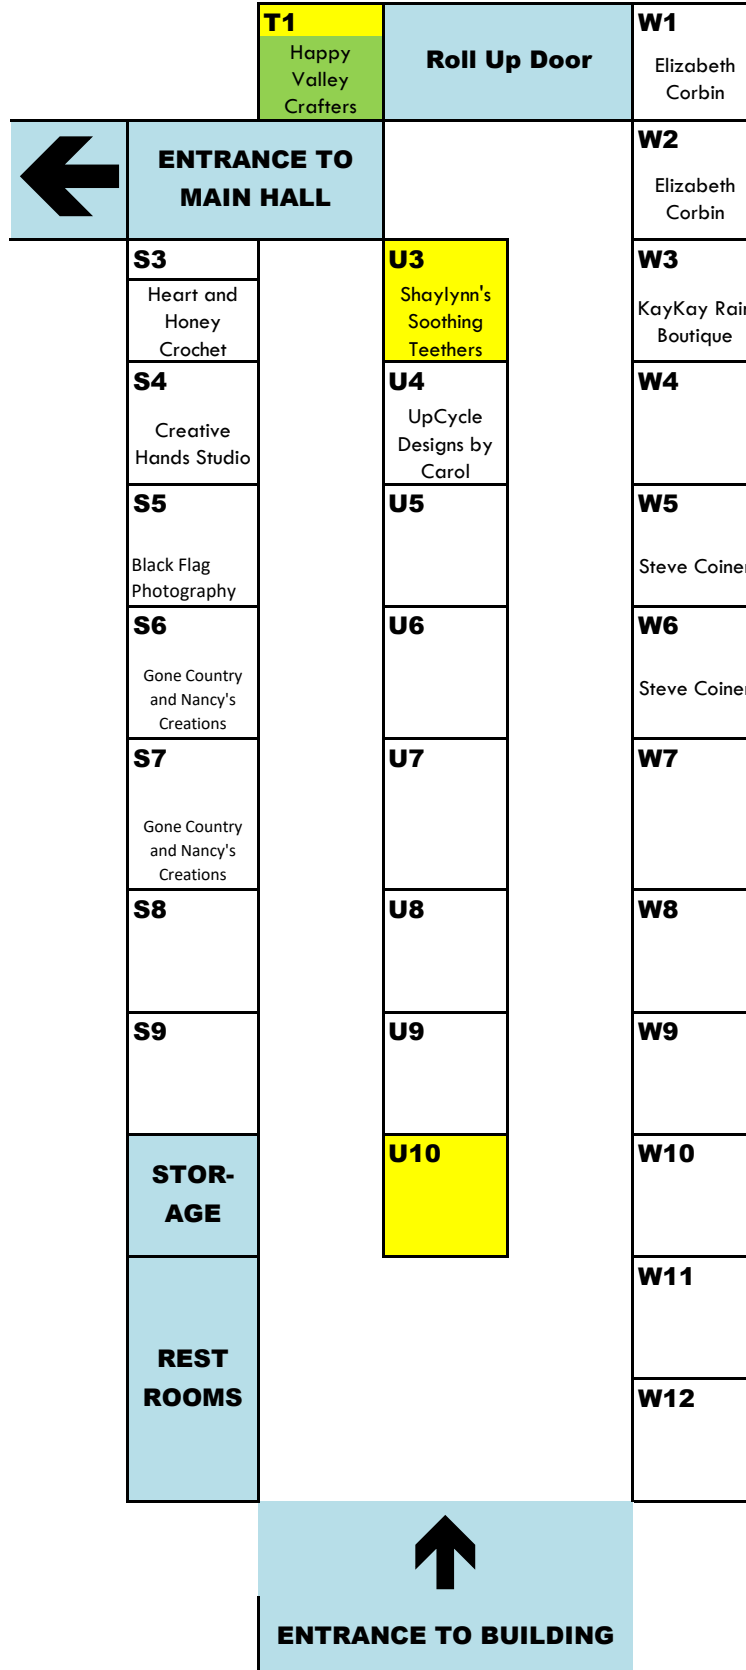 T1
Happy
Valley
Crafters
Roll Up Door
W1
Elizabeth
Corbin
ENTRANCE TO
MAIN HALL
W2
Elizabeth
Corbin
S3
Heart and
Honey
Crochet
U3
Shaylynn's
Soothing
Teethers
W3
KayKay Rain
Boutique
S4
Creative
Hands Studio
U4
UpCycle
Designs by
Carol
W4
S5
Black Flag
Photography
U5
W5
Steve Coiner
S6
Gone Country
and Nancy's
Creations
U6
W6
Steve Coiner
S7
Gone Country
and Nancy's
Creations
U7
W7
S8
U8
W8
S9
U9
W9
STOR-
AGE
U10
W10
REST
ROOMS
W11
W12
ENTRANCE TO BUILDING